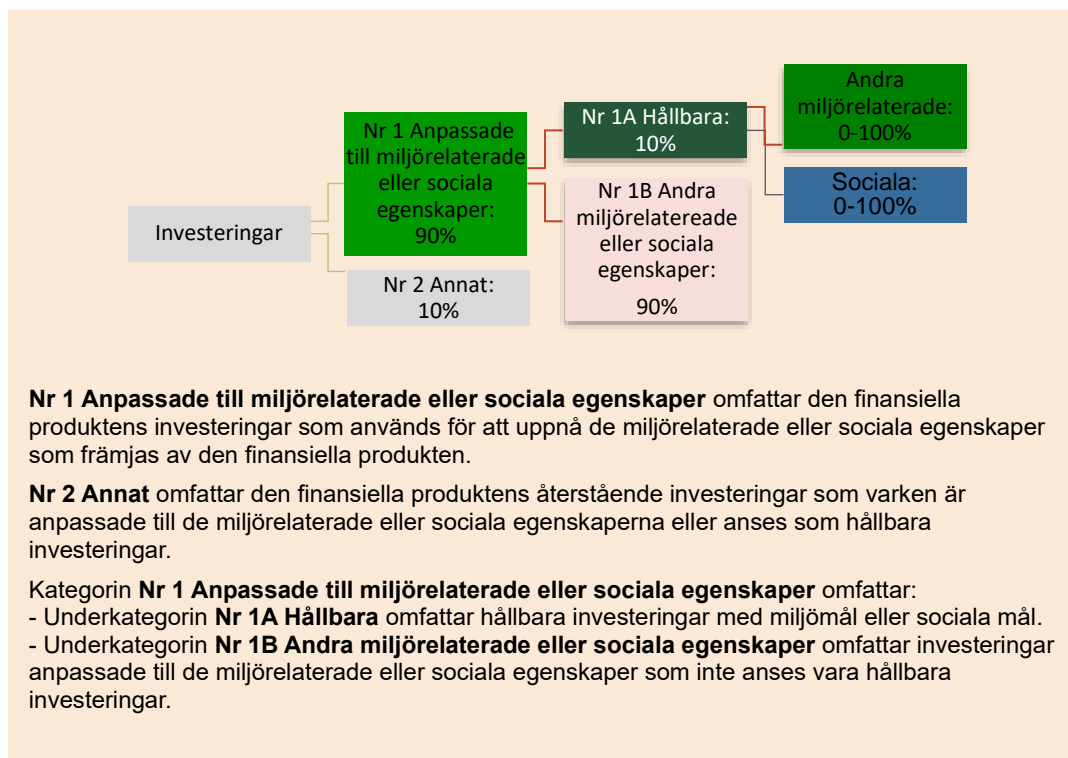 Investeringar
Nr 1 Anpassade
till miljörelaterade
eller sociala
egenskaper:
90%
Nr 2 Annat:
10%
Nr 1A Hållbara:
10%
Nr 1B Andra
miljörelatereade
eller sociala
egenskaper:
90%
Andra
miljörelaterade:
0-100%
Sociala:
0-100%
Nr 1 Anpassade till miljörelaterade eller sociala egenskaper omfattar den finansiella
produktens investeringar som används för att uppnå de miljörelaterade eller sociala egenskaper
som främjas av den finansiella produkten.
Nr 2 Annat omfattar den finansiella produktens återstående investeringar som varken är
anpassade till de miljörelaterade eller sociala egenskaperna eller anses som hållbara
investeringar.
Kategorin Nr 1 Anpassade till miljörelaterade eller sociala egenskaper omfattar:
- Underkategorin Nr 1A Hållbara omfattar hållbara investeringar med miljömål eller sociala mål.
- Underkategorin Nr 1B Andra miljörelaterade eller sociala egenskaper omfattar investeringar
anpassade till de miljörelaterade eller sociala egenskaper som inte anses vara hållbara
investeringar.